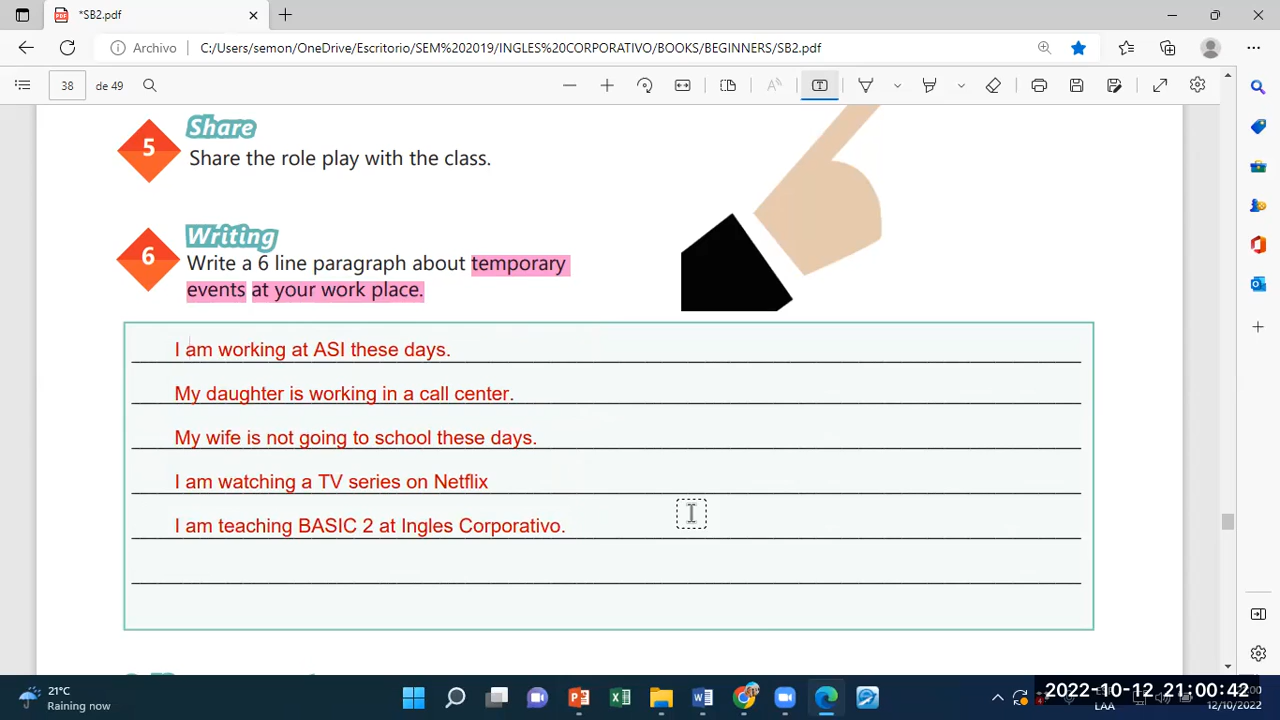 *SB2.pdf
Archivo C:/Users/semon/OneDrive/Escritorio/SEM%202019/INGLES%20CORPORATIVO/BOOKS/BEGINNERS/SB2.pdf
38 de 49
5 Share
Share the role play with the class.
6 Writing
Write a 6 line paragraph about temporary
events at your work place.
I am working at ASI these days.
My daughter is working in a call center.
My wife is not going to school these days.
I am watching a TV series on Netflix
I am teaching BASIC 2 at Ingles Corporativo.
21°C
Raining now
2022-10-12 21:00:42
LAA
12/10/2022